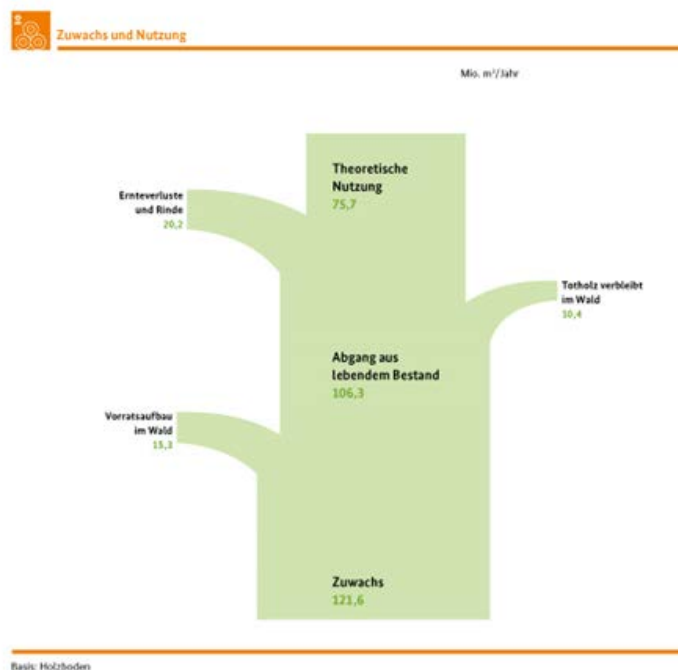 Zuwachs und Nutzung
Mio. m³/Jahr
Theoretische
Nutzung
75,7
Ernteverluste
und Rinde
20,2
Totholz verbleibt
im Wald
10,4
Abgang aus
lebendem Bestand
106,3
Vorratsaufbau
im Wald
15,3
Zuwachs
121,6
Basis: Holzboden